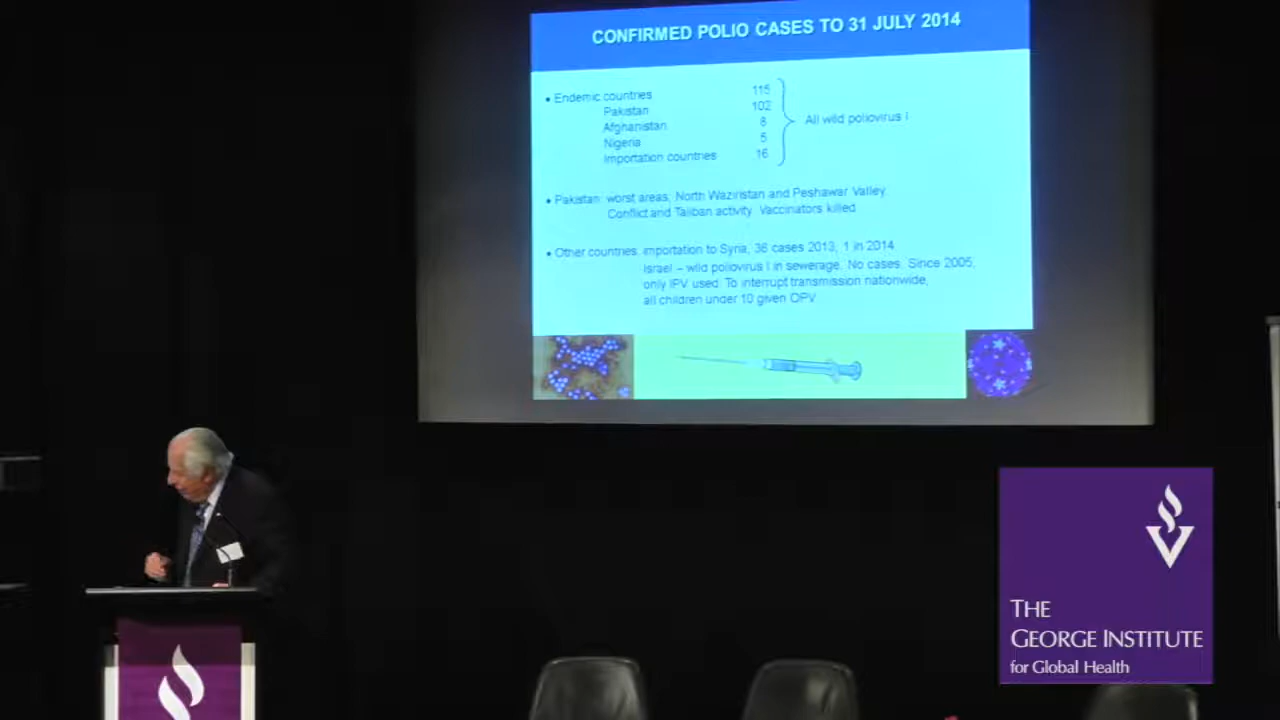 CONFIRMED POLIO CASES TO 31 JULY 2014
• Endemic countries 115
Pakistan 102
Afghanistan 8
Nigeria 5
Importation countries 16
All wild poliovirus I
• Pakistan: worst areas, North Waziristan and Peshawar Valley.
Conflict and Taliban activity. Vaccinators killed.
• Other countries: importation to Syria, 36 cases 2013, 1 in 2014.
Israel – wild poliovirus I in sewerage. No cases. Since 2005,
only IPV used. To interrupt transmission nationwide,
all children under 10 given OPV.
THE
GEORGE INSTITUTE
for Global Health